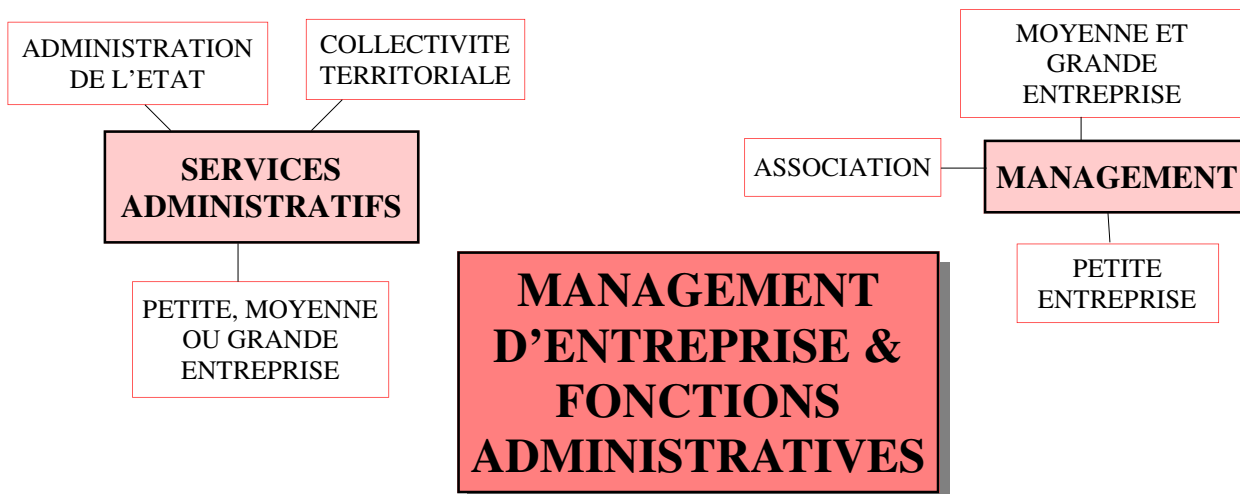 ADMINISTRATION
DE L’ETAT
COLLECTIVITE
TERRITORIALE
SERVICES
ADMINISTRATIFS
PETITE, MOYENNE
OU GRANDE
ENTREPRISE
MOYENNE ET
GRANDE
ENTREPRISE
ASSOCIATION
MANAGEMENT
PETITE
ENTREPRISE
MANAGEMENT
D’ENTREPRISE &
FONCTIONS
ADMINISTRATIVES